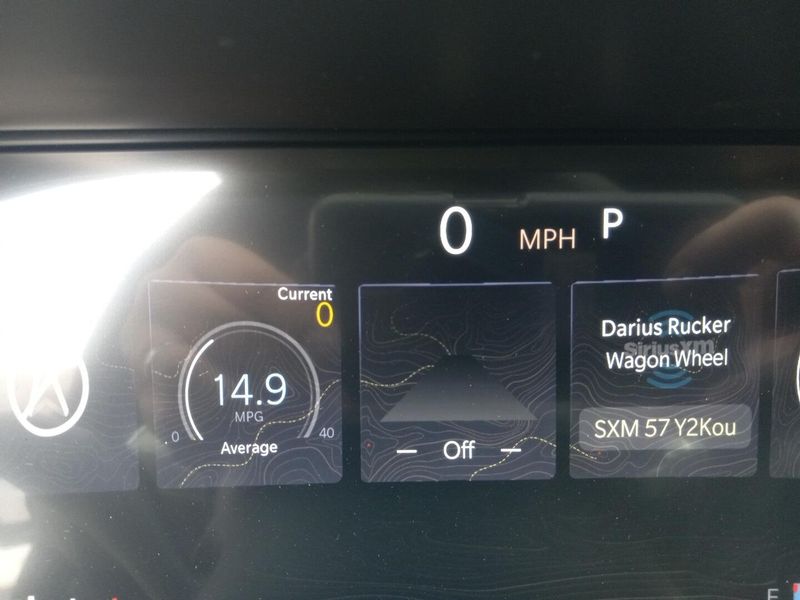 0 MPH P
Current
0
14.9
MPG
0 40
Average
Off
SiriusXM
Darius Rucker
Wagon Wheel
SXM 57 Y2Kou
F